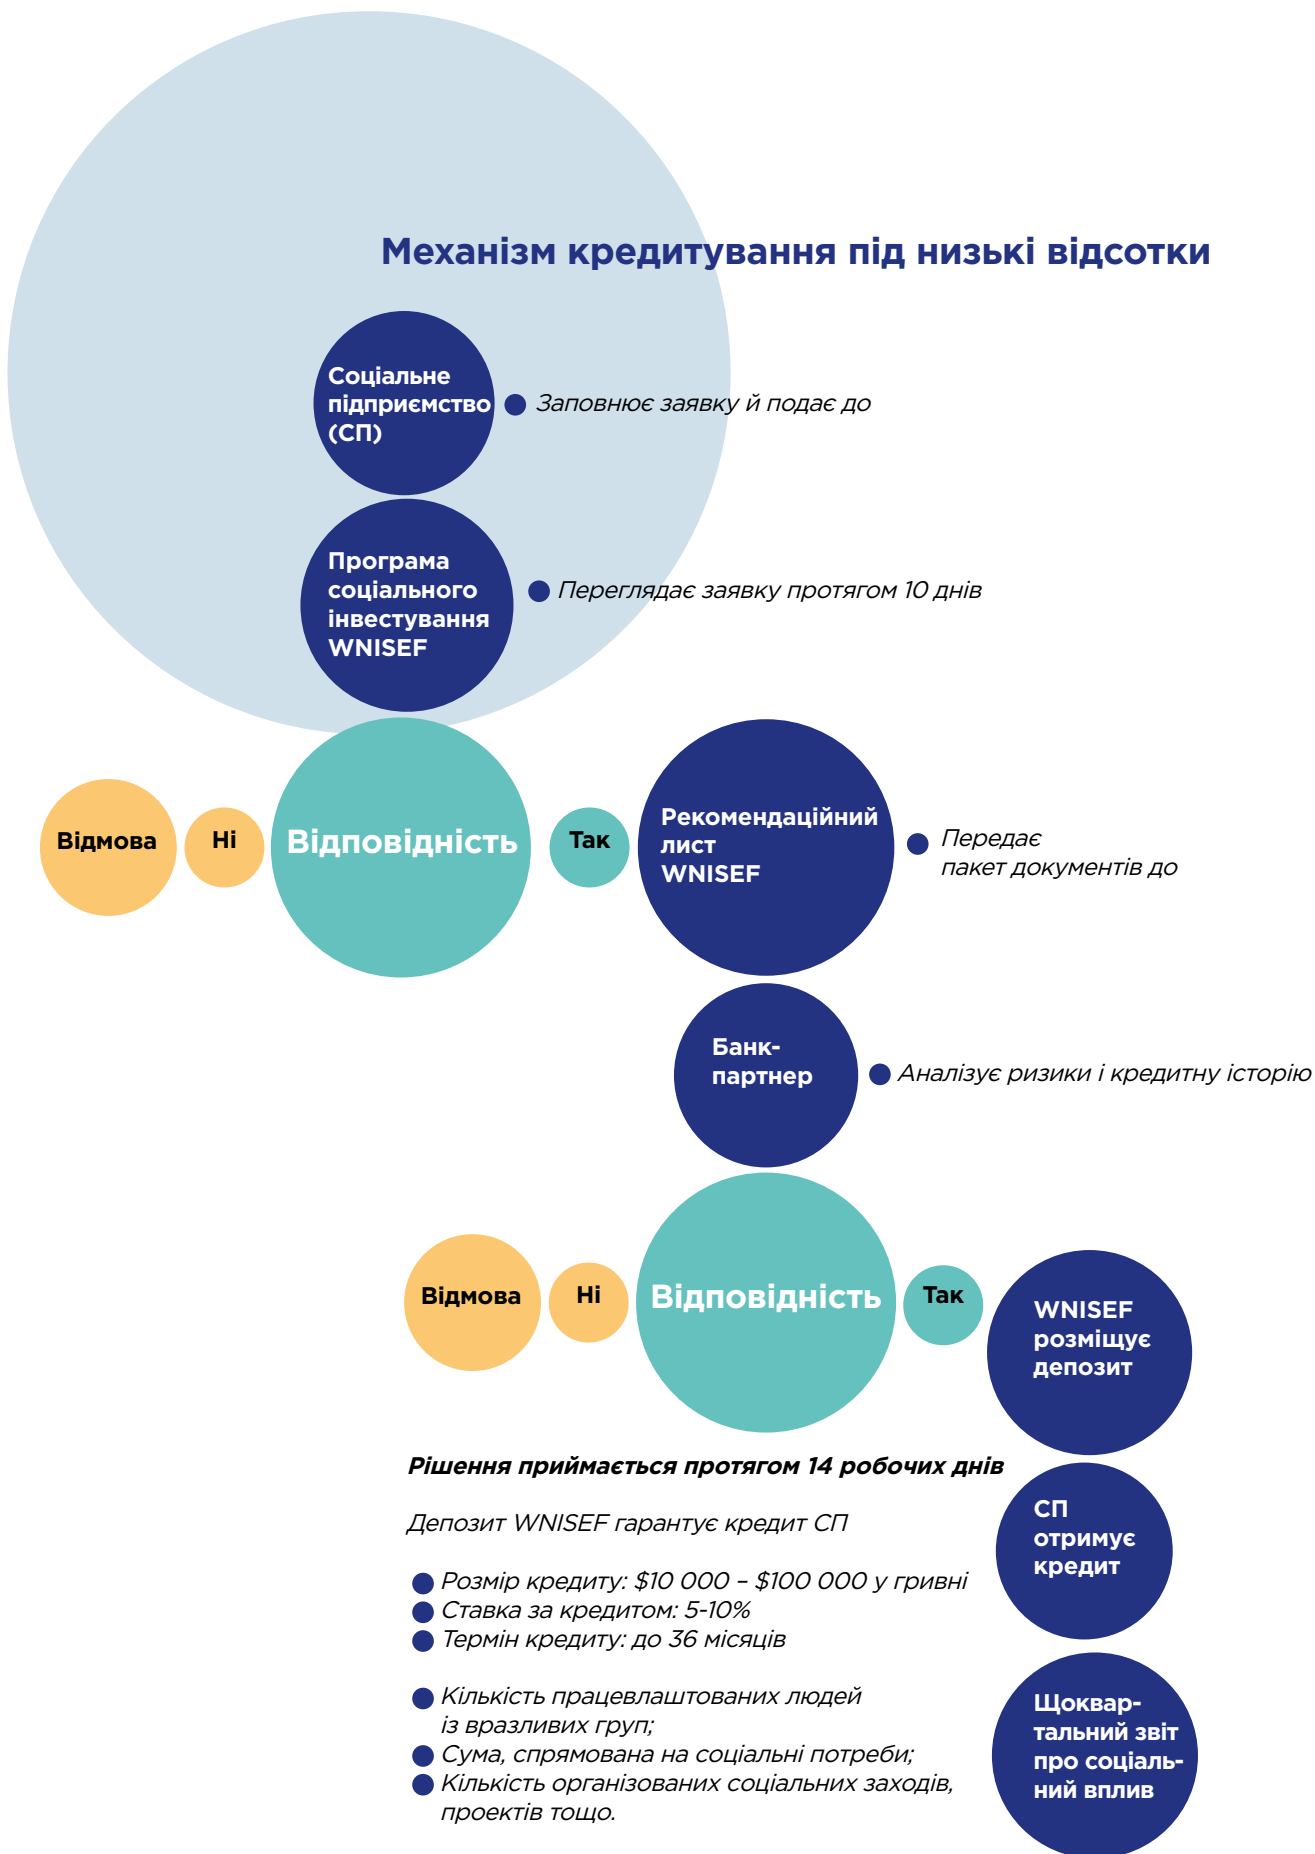 Механізм кредитування під низькі відсотки
Соціальне
підприємство
(СП)
Заповнює заявку й подає до
Програма
соціального
інвестування
WNISEF
Переглядає заявку протягом 10 днів
Відмова
Ні
Відповідність
Так
Рекомендаційний
лист
WNISEF
Передає
пакет документів до
Банк-
партнер
Аналізує ризики і кредитну історію
Відмова
Ні
Відповідність
Так
WNISEF
розміщує
депозит
Рішення приймається протягом 14 робочих днів
Депозит WNISEF гарантує кредит СП
СП
отримує
кредит
Розмір кредиту: $10 000 – $100 000 у гривні
Ставка за кредитом: 5-10%
Термін кредиту: до 36 місяців
Кількість працевлаштованих людей
із вразливих груп;
Сума, спрямована на соціальні потреби;
Кількість організованих соціальних заходів,
проектів тощо.
Щоквар-
тальний звіт
про соціаль-
ний вплив